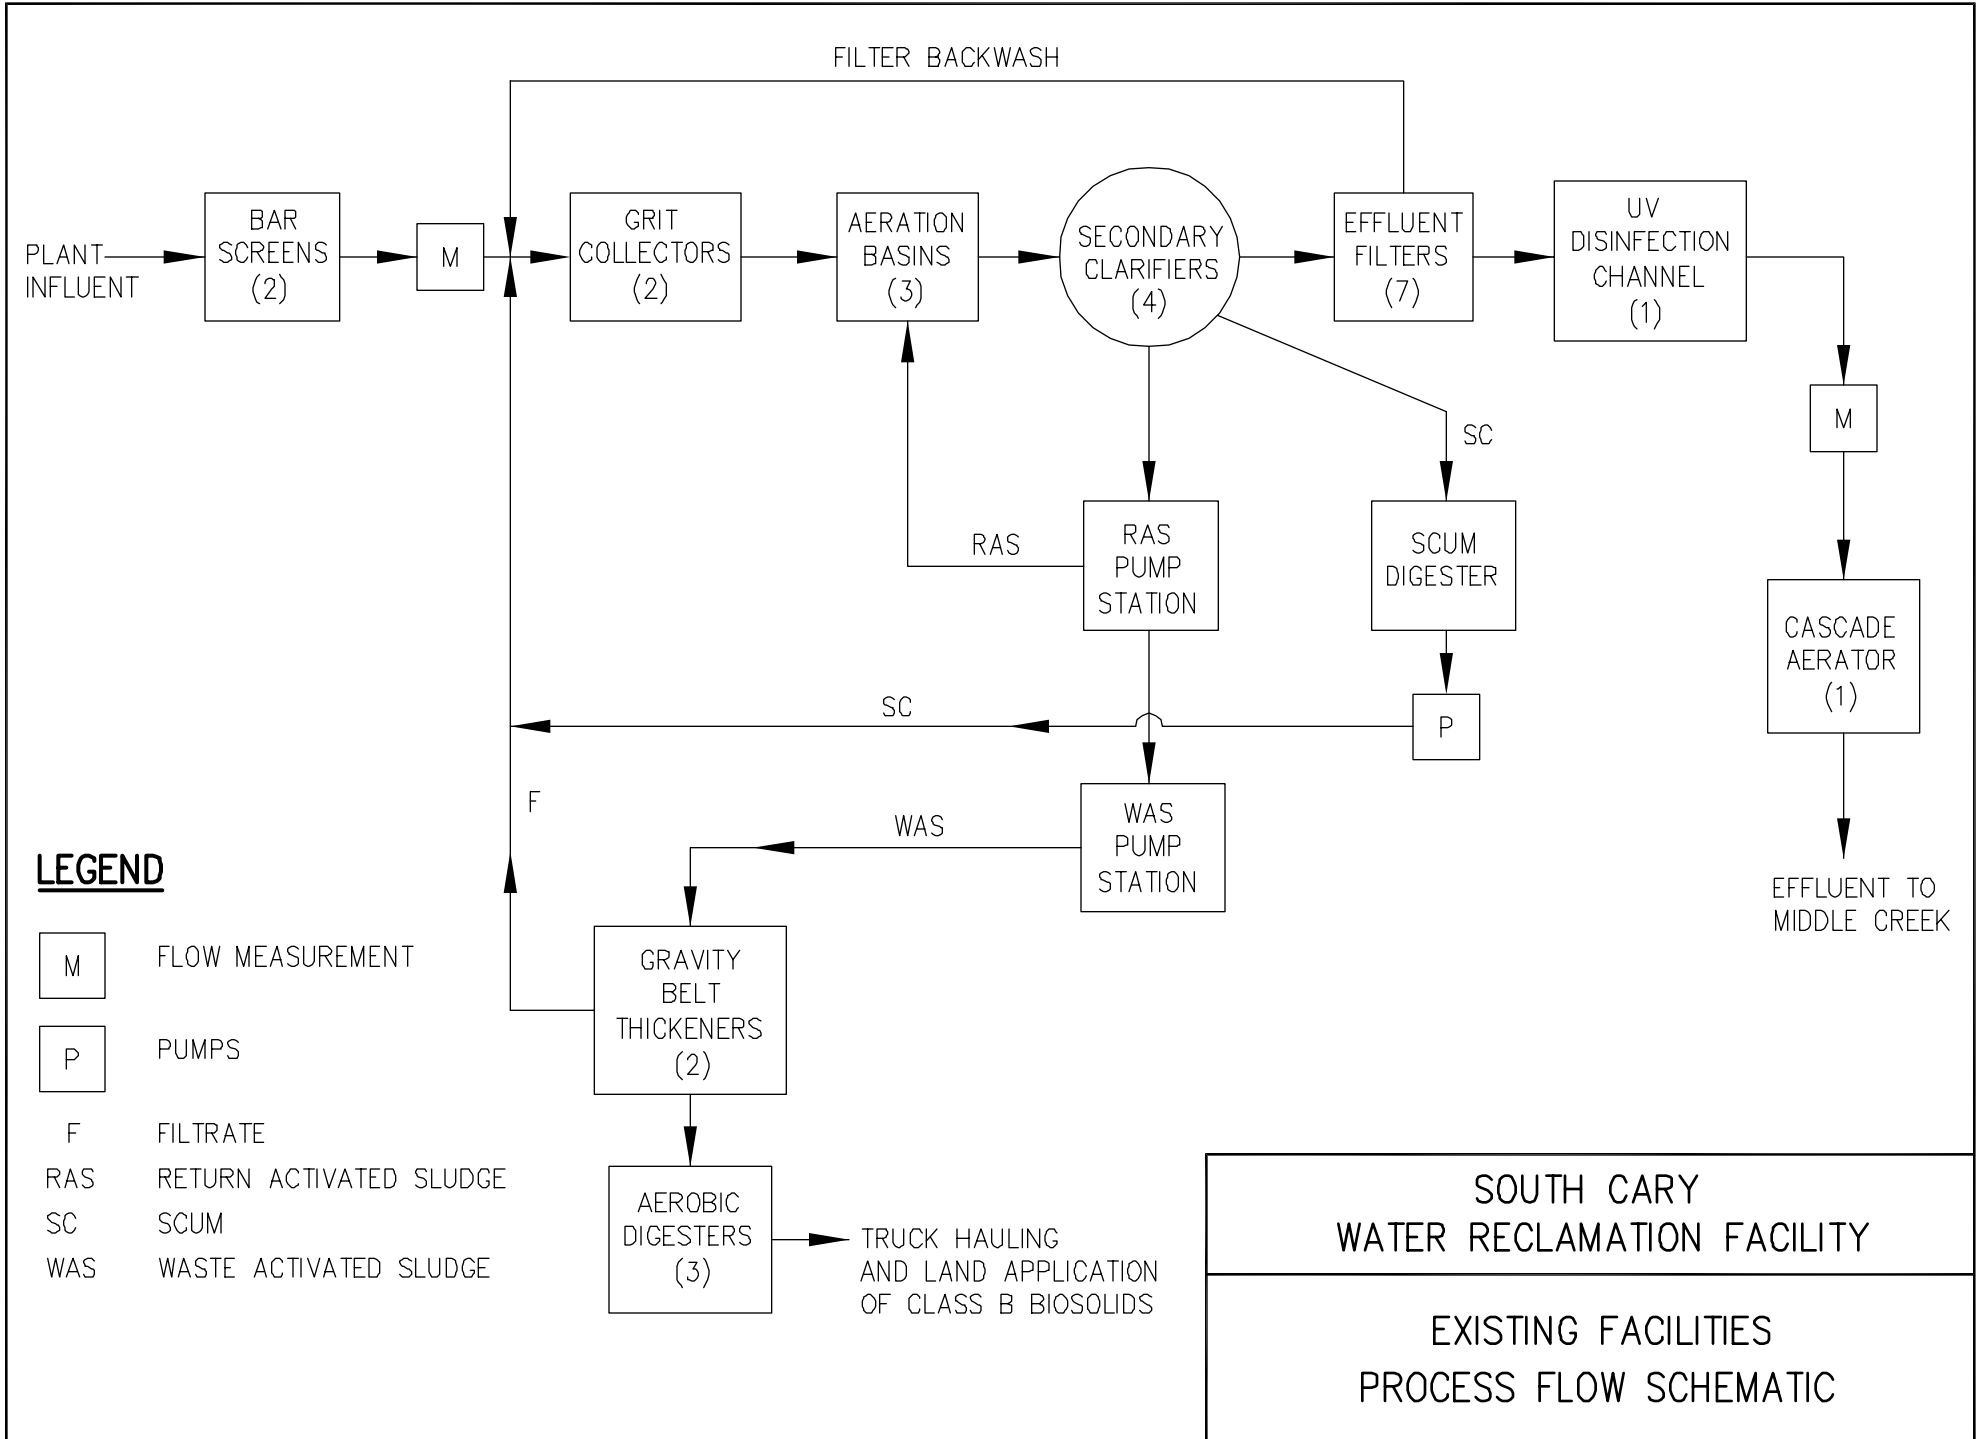 FILTER BACKWASH
PLANT
INFLUENT
BAR
SCREENS
(2)
M
GRIT
COLLECTORS
(2)
AERATION
BASINS
(3)
SECONDARY
CLARIFIERS
(4)
EFFLUENT
FILTERS
(7)
UV
DISINFECTION
CHANNEL
(1)
M
SC
RAS
RAS
PUMP
STATION
SCUM
DIGESTER
CASCADE
AERATOR
(1)
SC
P
F
WAS
WAS
PUMP
STATION
EFFLUENT TO
MIDDLE CREEK
GRAVITY
BELT
THICKENERS
(2)
AEROBIC
DIGESTERS
(3)
TRUCK HAULING
AND LAND APPLICATION
OF CLASS B BIOSOLIDS
LEGEND
M FLOW MEASUREMENT
P PUMPS
F FILTRATE
RAS RETURN ACTIVATED SLUDGE
SC SCUM
WAS WASTE ACTIVATED SLUDGE
SOUTH CARY
WATER RECLAMATION FACILITY
EXISTING FACILITIES
PROCESS FLOW SCHEMATIC